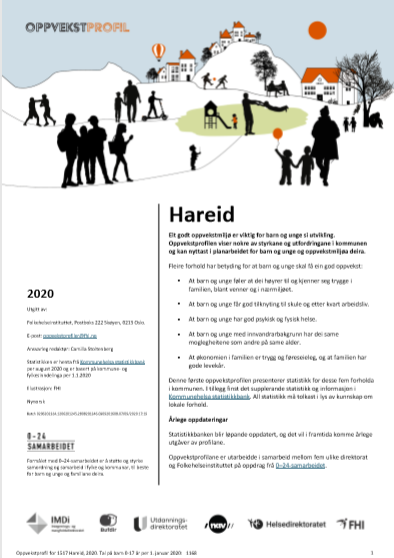 OPPVEKSTPROFIL
Hareid
Eit godt oppvekstmiljø er viktig for barn og unge si utvikling.
Oppvekstprofilen viser nokre av styrkane og utfordringane i kommunen
og kan nyttast i planarbeidet for barn og unge og oppvekstmiljøa deira.
Fleire forhold har betyding for at barn og unge skal få ein god oppvekst:
• At barn og unge føler at dei høyrer til og kjenner seg trygge i
familien, blant venner og i nærmiljøet.
• At barn og unge får god tilknyting til skule og etter kvart arbeidsliv.
• At barn og unge har god psykisk og fysisk helse.
• At barn og unge med innvandrarbakgrunn har dei same
moglegheitene som andre på same alder.
• At økonomien i familien er trygg og føreseieleg, og at familien har
gode levekår.
Denne første oppvekstprofilen presenterer statistikk for desse fem forholda
i kommunen. I tillegg finst det supplerande statistikk og informasjon i
Kommunehelsa statistikkbank. All statistikk må tolkast i lys av kunnskap om
lokale forhold.
Årlege oppdateringar
Statistikkbanken blir løpande oppdatert, og det vil i framtida komme årlege
utgåver av profilane.
Oppvekstprofilane er utarbeidde i samarbeid mellom fem ulike direktorat
og Folkehelseinstituttet på oppdrag frå 0–24-samarbeidet.
2020
Utgitt av:
Folkehelseinstituttet, Postboks 222 Skøyen, 0213 Oslo.
E-post: oppvekstprofiler@fhi.no
Ansvarleg redaktør: Camilla Stoltenberg
Statistikken er henta frå Kommunehelsa statistikkbank
per august 2020 og er basert på kommune- og
fylkesinndelinga per 1.1.2020
Illustrasjon: FHI
Nynorsk
0–24
SAMARBEIDET
Formålet med 0–24-samarbeidet er å støtte og styrke
samordning og samarbeid i fylke og kommunar, til beste
for barn og unge og foreldra deira.
IMDi
Bufdir
Utdannings-
direktoratet
NAV
Helsedirektoratet
FHI
Oppvekstprofil for 1517 Hareid, 2020. Tal på barn 0-17 år per 1. januar 2020: 1168
1